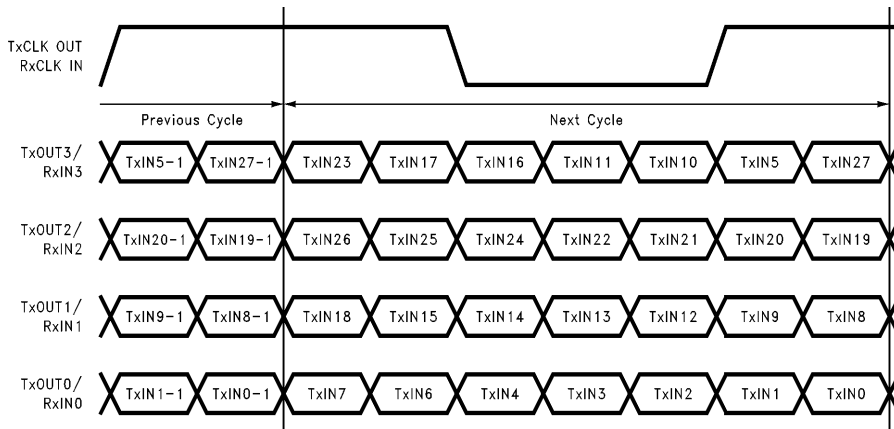 TxCLK OUT
RxCLK IN
Previous Cycle
Next Cycle
TxOUT3/
RxIN3
TxIN5-1 TxIN27-1 TxIN23 TxIN17 TxIN16 TxIN11 TxIN10 TxIN5 TxIN27
TxOUT2/
RxIN2
TxIN20-1 TxIN19-1 TxIN26 TxIN25 TxIN24 TxIN22 TxIN21 TxIN20 TxIN19
TxOUT1/
RxIN1
TxIN9-1 TxIN8-1 TxIN18 TxIN15 TxIN14 TxIN13 TxIN12 TxIN9 TxIN8
TxOUT0/
RxIN0
TxIN1-1 TxIN0-1 TxIN7 TxIN6 TxIN4 TxIN3 TxIN2 TxIN1 TxIN0